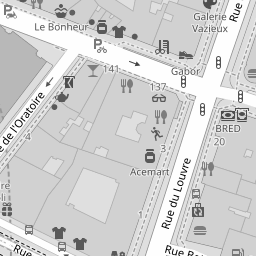 Galerie
Vazieux
Le Bonheur
Gabor
141
137
BRED
20
Acemart
3
4
Rue du Louvre
de l'Oratoire